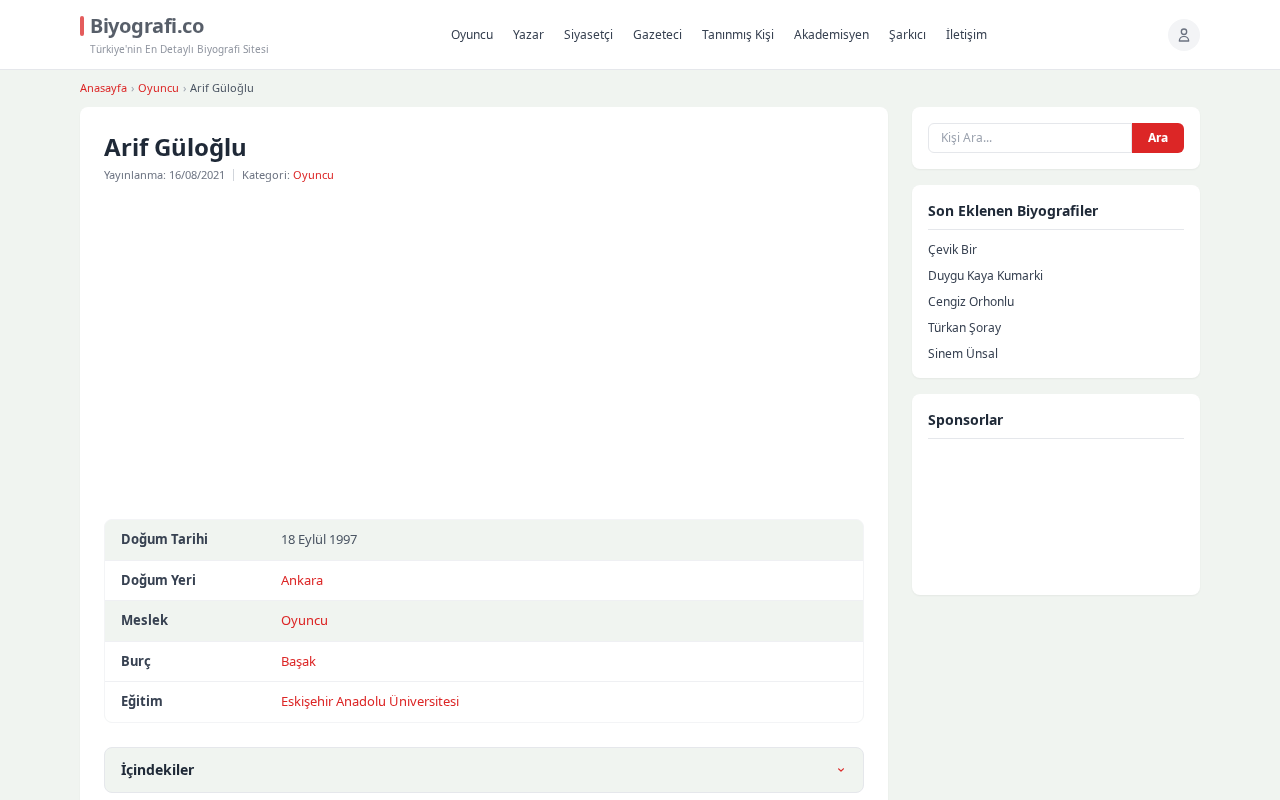 Biyografi.co
Türkiye'nin En Detaylı Biyografi Sitesi
Oyuncu Yazar Siyasetçi Gazeteci Tanınmış Kişi Akademisyen Şarkıcı İletişim
Anasayfa › Oyuncu › Arif Güloğlu
Arif Güloğlu
Yayınlanma: 16/08/2021 Kategori: Oyuncu
Doğum Tarihi 18 Eylül 1997
Doğum Yeri Ankara
Meslek Oyuncu
Burç Başak
Eğitim Eskişehir Anadolu Üniversitesi
İçindekiler
Kişi Ara... Ara
Son Eklenen Biyografiler
Çevik Bir
Duygu Kaya Kumarki
Cengiz Orhonlu
Türkan Şoray
Sinem Ünsal
Sponsorlar